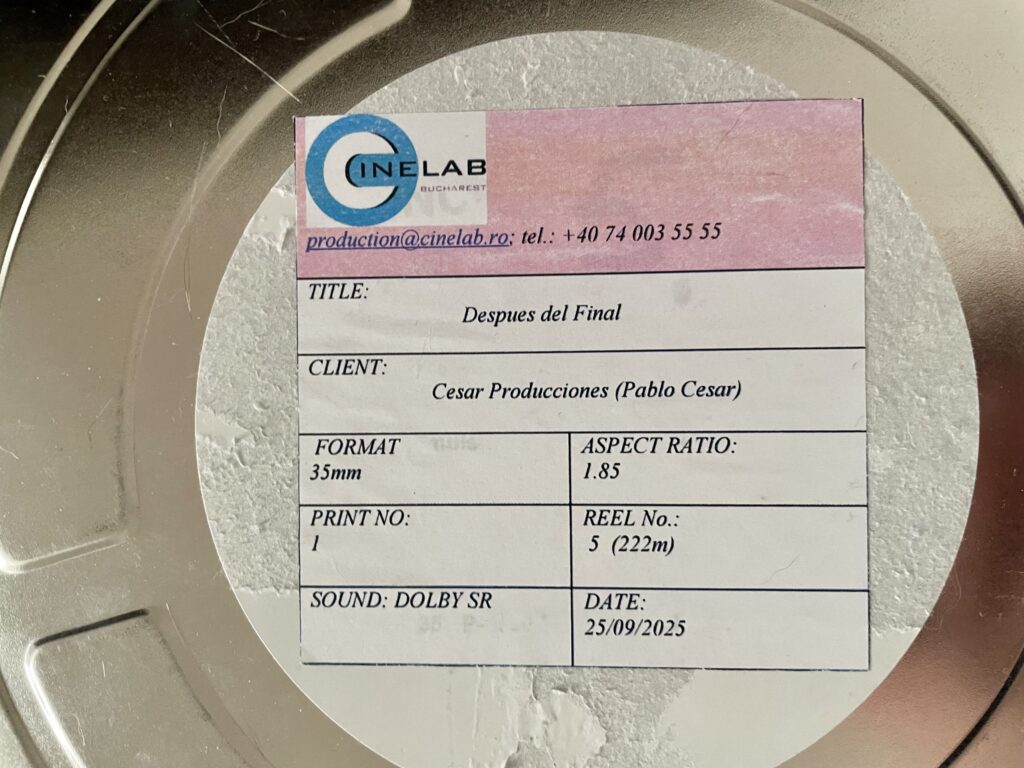 CINELAB
BUCHAREST
production@cinelab.ro; tel.: +40 74 003 55 55
TITLE:
Despues del Final
CLIENT:
Cesar Producciones (Pablo Cesar)
FORMAT
35mm
ASPECT RATIO:
1.85
PRINT NO:
1
REEL No.:
5 (222m)
SOUND: DOLBY SR
DATE:
25/09/2025